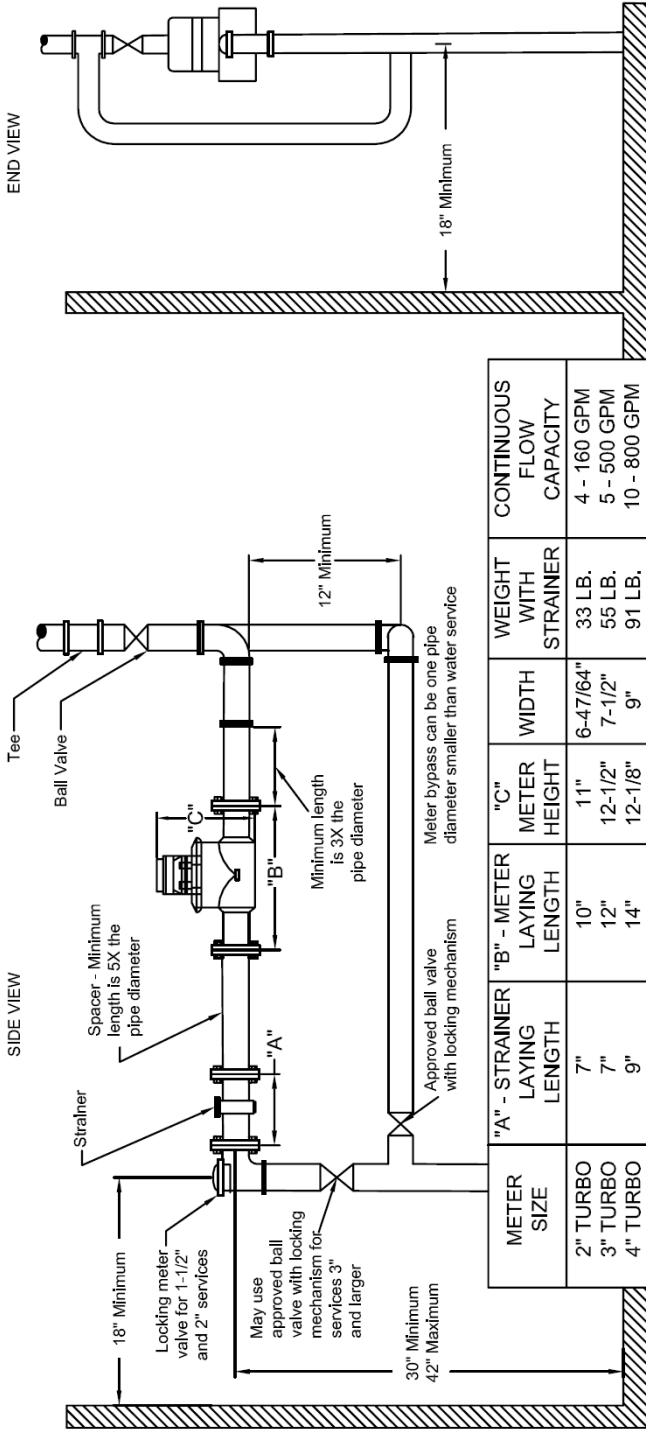 SIDE VIEW
END VIEW
Tee
Ball Valve
Strainer
Spacer - Minimum
length is 5X the
pipe diameter
18" Minimum
Locking meter
valve for 1-1/2"
and 2" services
"A"
"B"
"C"
Minimum length
is 3X the
pipe diameter
12" Minimum
18" Minimum
May use
approved ball
valve with locking
mechanism for
services 3"
and larger
30" Minimum
42" Maximum
Approved ball valve
with locking mechanism
Meter bypass can be one pipe
diameter smaller than water service
METER
SIZE
"A" - STRAINER
LAYING
LENGTH
"B" - METER
LAYING
LENGTH
"C"
METER
HEIGHT
WIDTH
WEIGHT
WITH
STRAINER
CONTINUOUS
FLOW
CAPACITY
2" TURBO 7" 10" 11" 6-47/64" 33 LB. 4 - 160 GPM
3" TURBO 7" 12" 12-1/2" 7-1/2" 55 LB. 5 - 500 GPM
4" TURBO 9" 14" 12-1/8" 9" 91 LB. 10 - 800 GPM